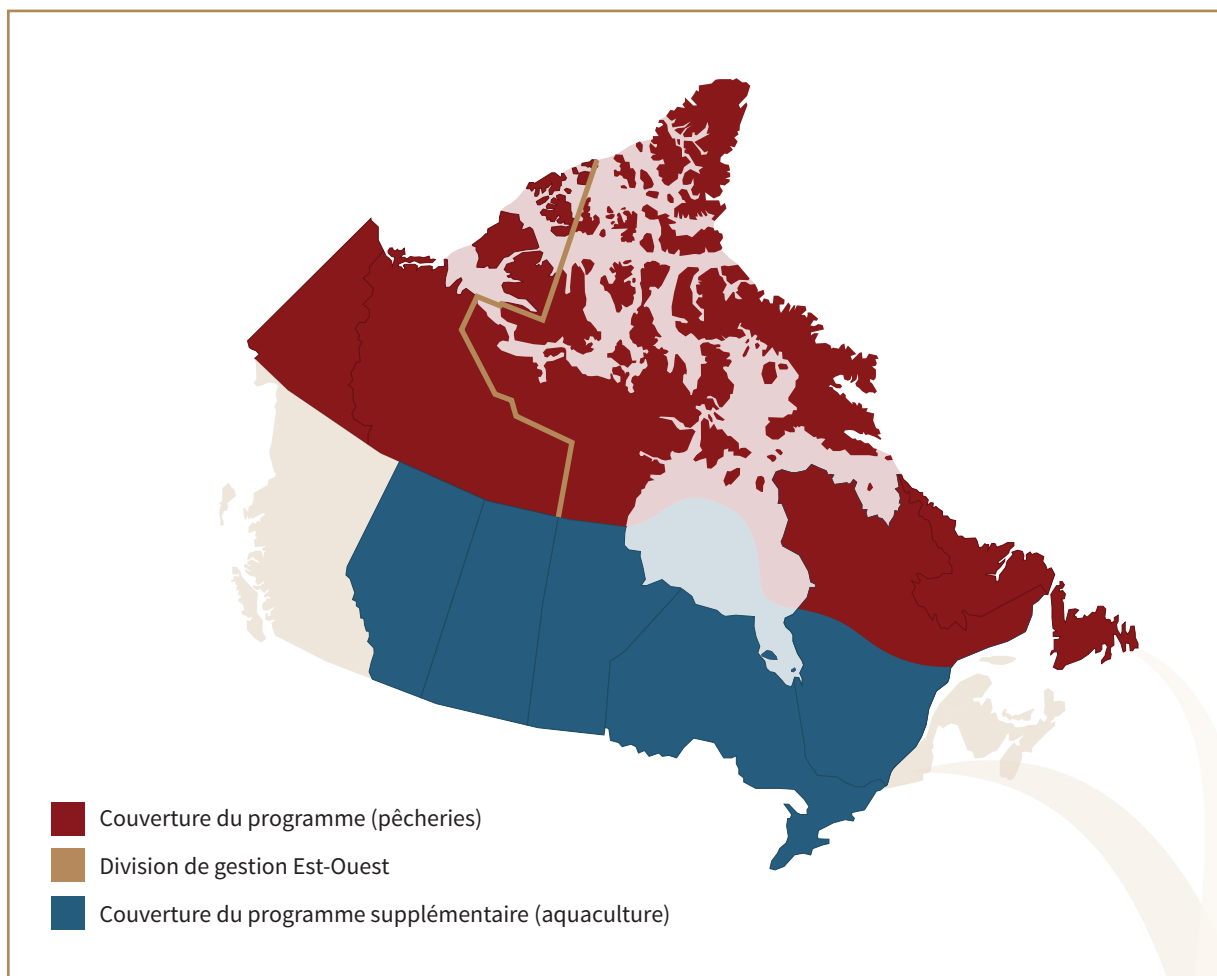 Couverture du programme (pêcheries)
Division de gestion Est-Ouest
Couverture du programme supplémentaire (aquaculture)